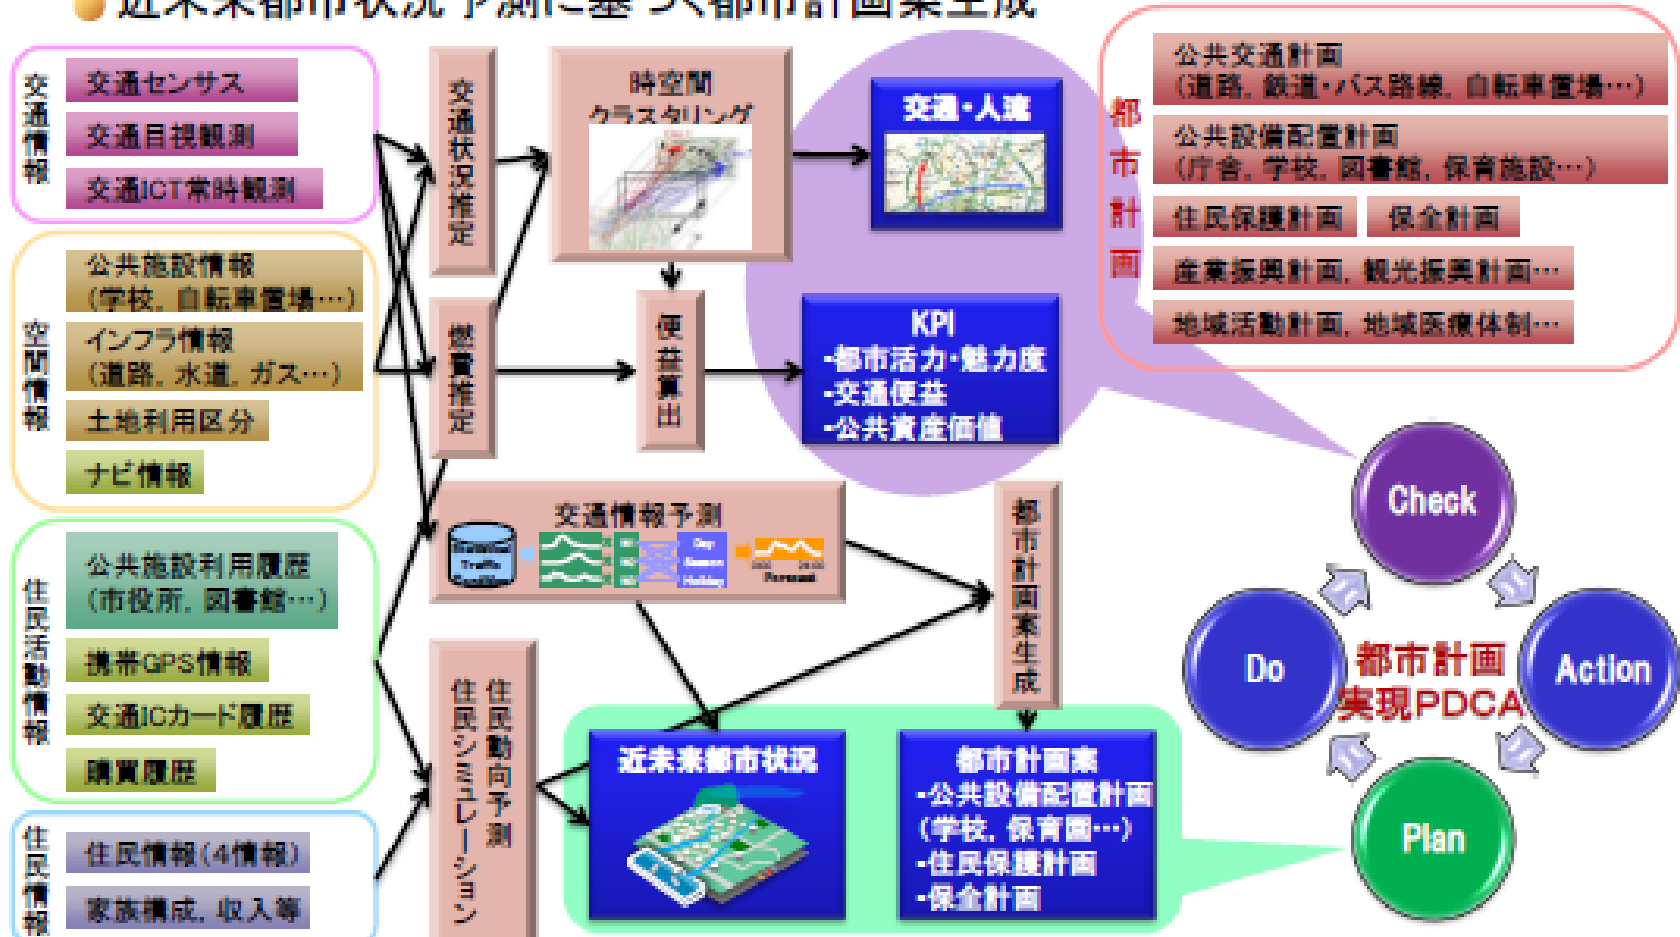 近未来都市状況予測に基づく都市計画案生成
交通情報
交通センサス
交通目視観測
交通ICT常時観測
空間情報
公共施設情報
(学校, 自転車置場…)
インフラ情報
(道路, 水道, ガス…)
土地利用区分
ナビ情報
住民活動情報
公共施設利用履歴
(市役所, 図書館…)
携帯GPS情報
交通ICカード履歴
購買履歴
住民情報
住民情報(4情報)
家族構成, 収入等
交通状況推定
燃費推定
時空間
クラスタリング
便益算出
交通・人流
KPI
・都市活力・魅力度
・交通便益
・公共資産価値
交通情報予測
Traffic
Day
Season
Holiday
Forecast
住民動向予測
住民シミュレーション
都市計画案生成
近未来都市状況
都市計画案
・公共設備配置計画
(学校, 保育園…)
・住民保護計画
・保全計画
都市計画
公共交通計画
(道路, 鉄道・バス路線, 自転車置場…)
公共設備配置計画
(庁舎, 学校, 図書館, 保育施設…)
住民保護計画
保全計画
産業振興計画, 観光振興計画…
地域活動計画, 地域医療体制…
Check
Do
都市計画
実現PDCA
Action
Plan